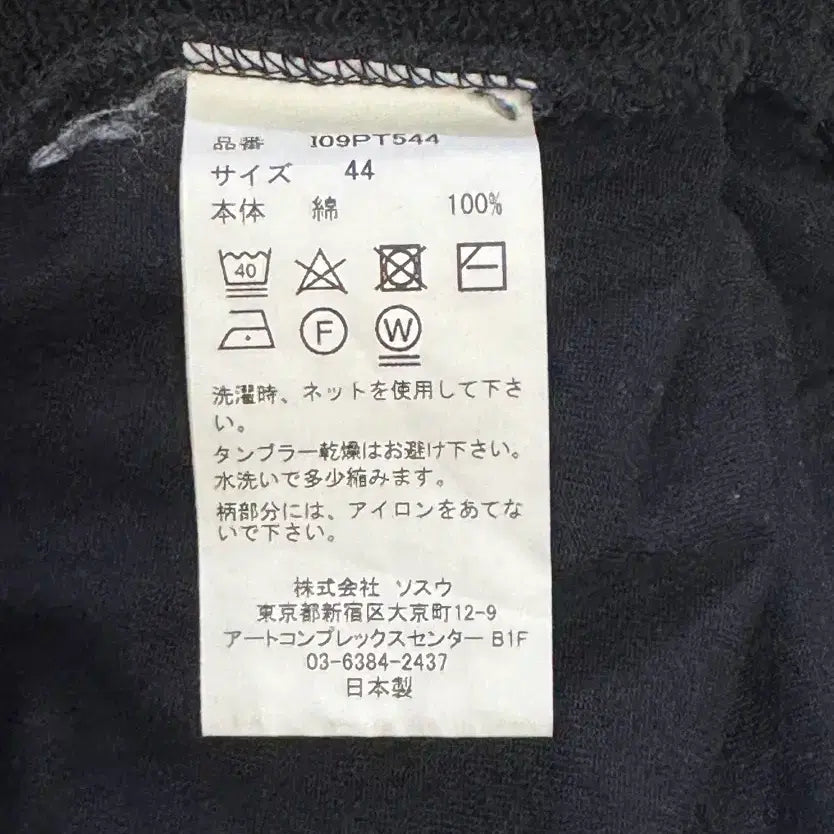 品番 I09PT544
サイズ 44
本体 綿 100%
40
F W
洗濯時、ネットを使用して下さ
い。
タンブラー乾燥はお避け下さい。
水洗いで多少縮みます。
柄部分には、アイロンをあてな
いで下さい。
株式会社 ソスウ
東京都新宿区大京町12-9
アートコンプレックスセンター B1F
03-6384-2437
日本製